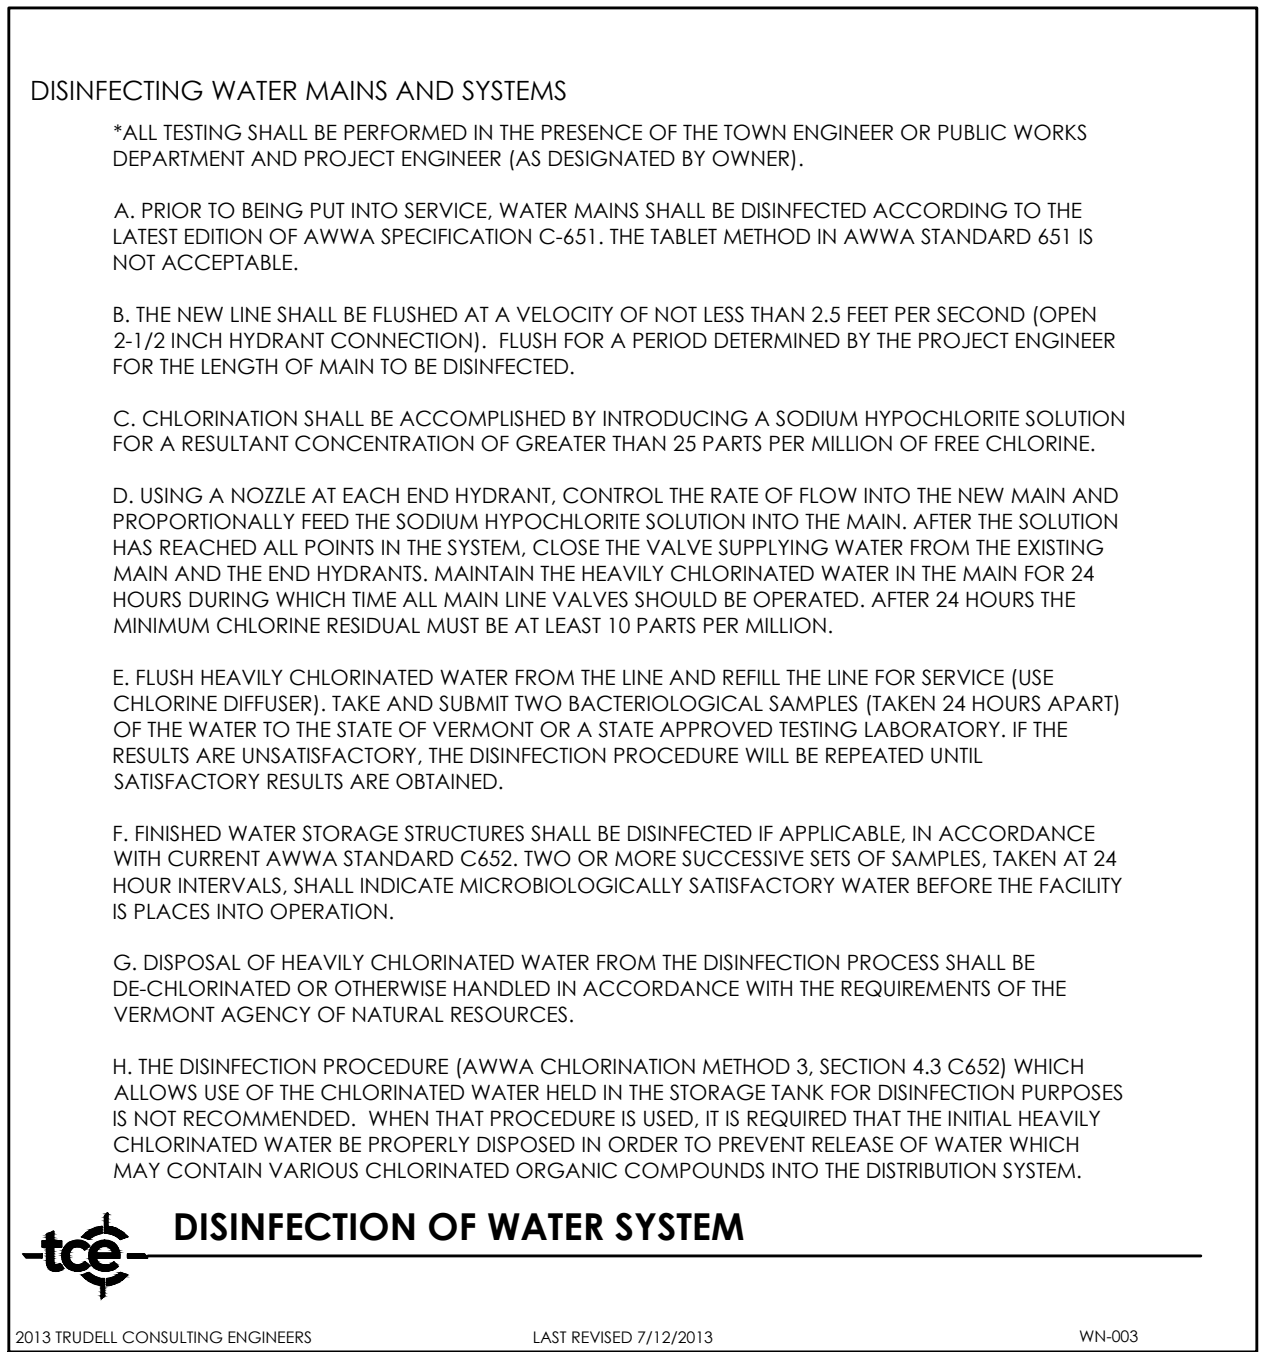 DISINFECTING WATER MAINS AND SYSTEMS
*ALL TESTING SHALL BE PERFORMED IN THE PRESENCE OF THE TOWN ENGINEER OR PUBLIC WORKS
DEPARTMENT AND PROJECT ENGINEER (AS DESIGNATED BY OWNER).
A. PRIOR TO BEING PUT INTO SERVICE, WATER MAINS SHALL BE DISINFECTED ACCORDING TO THE
LATEST EDITION OF AWWA SPECIFICATION C-651. THE TABLET METHOD IN AWWA STANDARD 651 IS
NOT ACCEPTABLE.
B. THE NEW LINE SHALL BE FLUSHED AT A VELOCITY OF NOT LESS THAN 2.5 FEET PER SECOND (OPEN
2-1/2 INCH HYDRANT CONNECTION).  FLUSH FOR A PERIOD DETERMINED BY THE PROJECT ENGINEER
FOR THE LENGTH OF MAIN TO BE DISINFECTED.
C. CHLORINATION SHALL BE ACCOMPLISHED BY INTRODUCING A SODIUM HYPOCHLORITE SOLUTION
FOR A RESULTANT CONCENTRATION OF GREATER THAN 25 PARTS PER MILLION OF FREE CHLORINE.
D. USING A NOZZLE AT EACH END HYDRANT, CONTROL THE RATE OF FLOW INTO THE NEW MAIN AND
PROPORTIONALLY FEED THE SODIUM HYPOCHLORITE SOLUTION INTO THE MAIN. AFTER THE SOLUTION
HAS REACHED ALL POINTS IN THE SYSTEM, CLOSE THE VALVE SUPPLYING WATER FROM THE EXISTING
MAIN AND THE END HYDRANTS. MAINTAIN THE HEAVILY CHLORINATED WATER IN THE MAIN FOR 24
HOURS DURING WHICH TIME ALL MAIN LINE VALVES SHOULD BE OPERATED. AFTER 24 HOURS THE
MINIMUM CHLORINE RESIDUAL MUST BE AT LEAST 10 PARTS PER MILLION.
E. FLUSH HEAVILY CHLORINATED WATER FROM THE LINE AND REFILL THE LINE FOR SERVICE (USE
CHLORINE DIFFUSER). TAKE AND SUBMIT TWO BACTERIOLOGICAL SAMPLES (TAKEN 24 HOURS APART)
OF THE WATER TO THE STATE OF VERMONT OR A STATE APPROVED TESTING LABORATORY. IF THE
RESULTS ARE UNSATISFACTORY, THE DISINFECTION PROCEDURE WILL BE REPEATED UNTIL
SATISFACTORY RESULTS ARE OBTAINED.
F. FINISHED WATER STORAGE STRUCTURES SHALL BE DISINFECTED IF APPLICABLE, IN ACCORDANCE
WITH CURRENT AWWA STANDARD C652. TWO OR MORE SUCCESSIVE SETS OF SAMPLES, TAKEN AT 24
HOUR INTERVALS, SHALL INDICATE MICROBIOLOGICALLY SATISFACTORY WATER BEFORE THE FACILITY
IS PLACES INTO OPERATION.
G. DISPOSAL OF HEAVILY CHLORINATED WATER FROM THE DISINFECTION PROCESS SHALL BE
DE-CHLORINATED OR OTHERWISE HANDLED IN ACCORDANCE WITH THE REQUIREMENTS OF THE
VERMONT AGENCY OF NATURAL RESOURCES.
H. THE DISINFECTION PROCEDURE (AWWA CHLORINATION METHOD 3, SECTION 4.3 C652) WHICH
ALLOWS USE OF THE CHLORINATED WATER HELD IN THE STORAGE TANK FOR DISINFECTION PURPOSES
IS NOT RECOMMENDED.  WHEN THAT PROCEDURE IS USED, IT IS REQUIRED THAT THE INITIAL HEAVILY
CHLORINATED WATER BE PROPERLY DISPOSED IN ORDER TO PREVENT RELEASE OF WATER WHICH
MAY CONTAIN VARIOUS CHLORINATED ORGANIC COMPOUNDS INTO THE DISTRIBUTION SYSTEM.
DISINFECTION OF WATER SYSTEM
tce
2013 TRUDELL CONSULTING ENGINEERS LAST REVISED 7/12/2013 WN-003